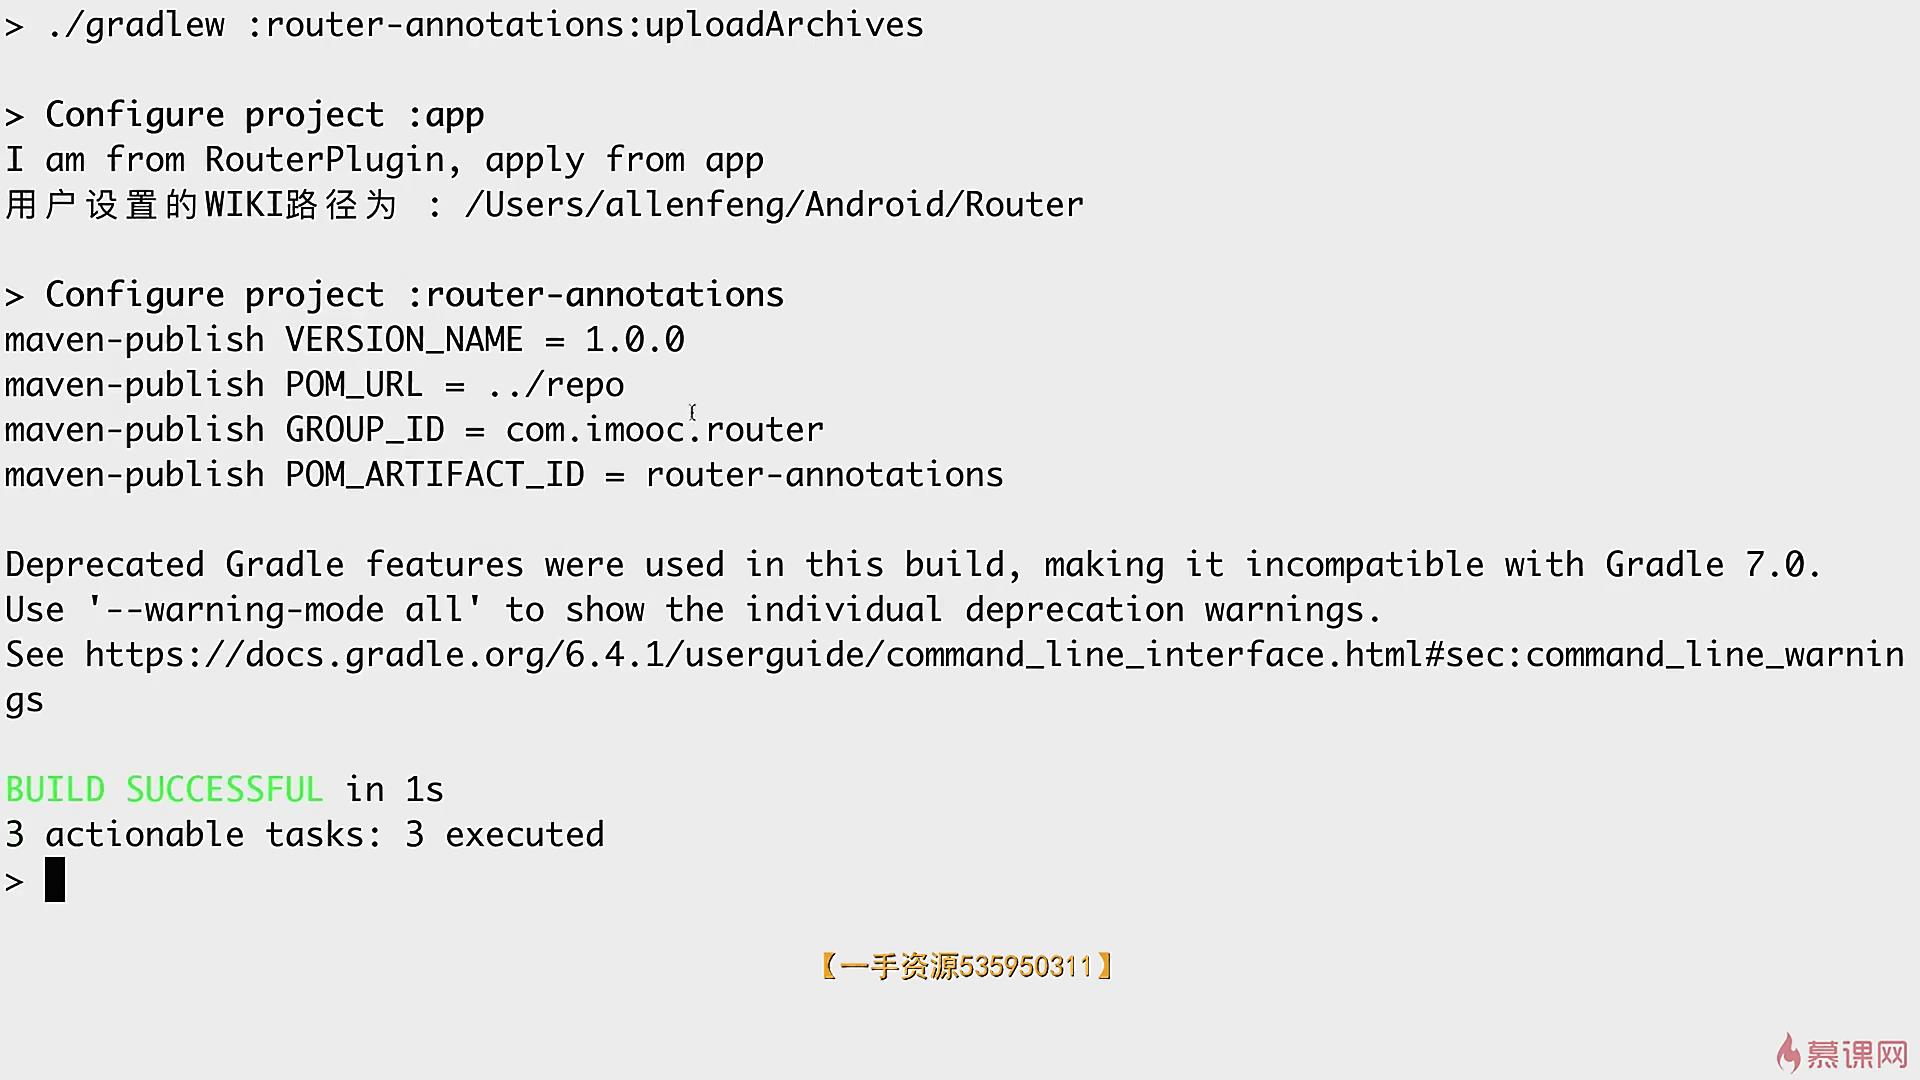 > ./gradlew :router-annotations:uploadArchives
> Configure project :app
I am from RouterPlugin, apply from app
用户设置的WIKI路径为 : /Users/allenfeng/Android/Router
> Configure project :router-annotations
maven-publish VERSION_NAME = 1.0.0
maven-publish POM_URL = ../repo
maven-publish GROUP_ID = com.imooc.router
maven-publish POM_ARTIFACT_ID = router-annotations
Deprecated Gradle features were used in this build, making it incompatible with Gradle 7.0.
Use '--warning-mode all' to show the individual deprecation warnings.
See https://docs.gradle.org/6.4.1/userguide/command_line_interface.html#sec:command_line_warnin
gs
BUILD SUCCESSFUL in 1s
3 actionable tasks: 3 executed
>
【一手资源535950311】
慕课网